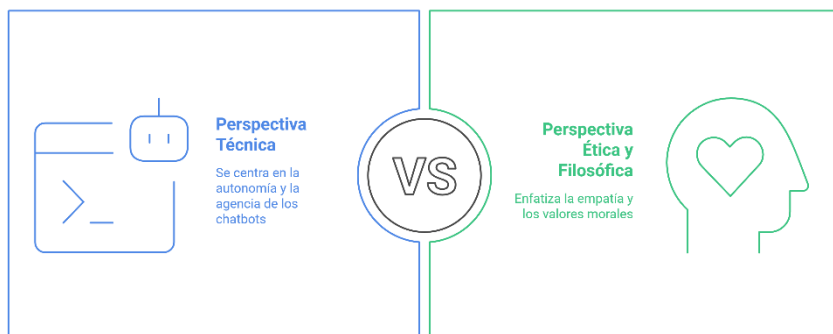 Perspectiva
Técnica
Se centra en la
autonomía y la
agencia de los
chatbots
VS
Perspectiva
Ética y
Filosófica
Enfatiza la empatía y
los valores morales